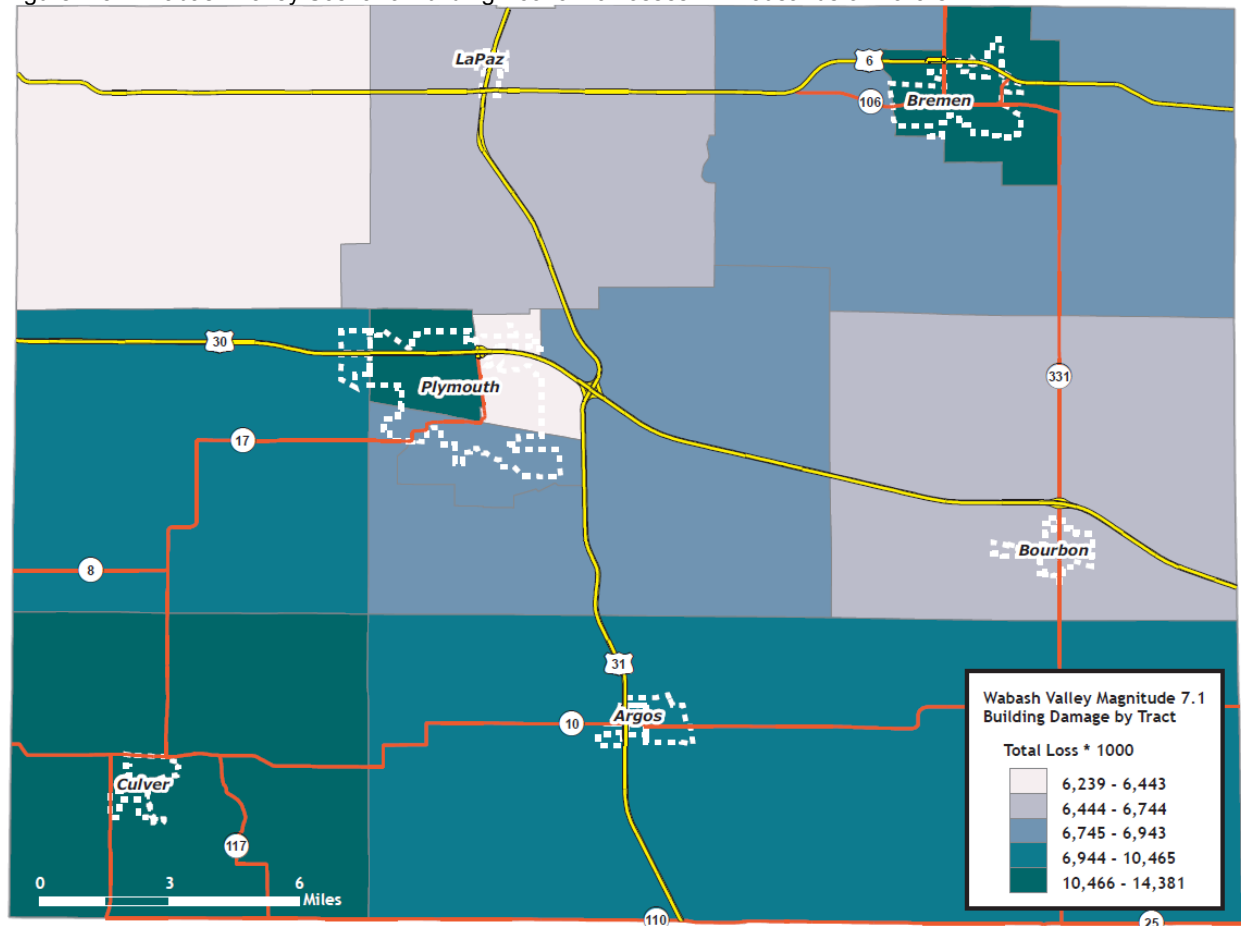 LaPaz
6
106
Bremen
30
Plymouth
331
17
8
Bourbon
31
10
Argos
Culver
117
0 3 6
Miles
110
25
Wabash Valley Magnitude 7.1
Building Damage by Tract
Total Loss * 1000
6,239 - 6,443
6,444 - 6,744
6,745 - 6,943
6,944 - 10,465
10,466 - 14,381